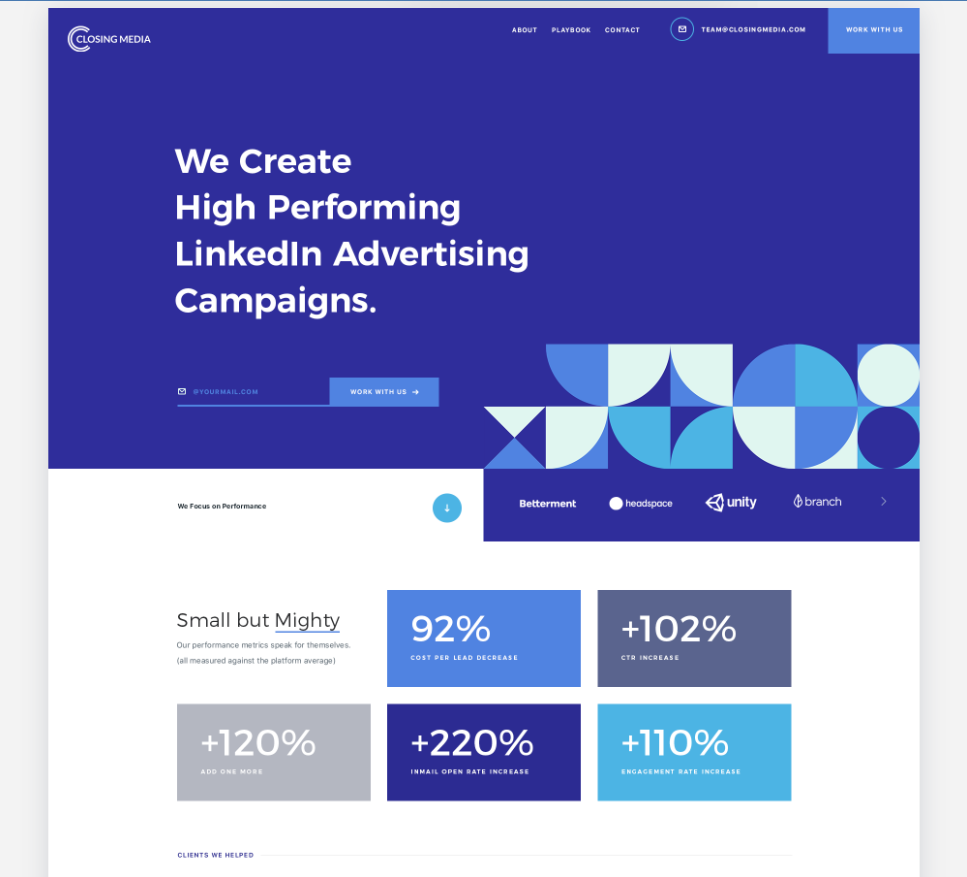 CLOSING MEDIA
ABOUT PLAYBOOK CONTACT TEAM@CLOSINGMEDIA.COM WORK WITH US
We Create
High Performing
LinkedIn Advertising
Campaigns.
@YOURMAIL.COM WORK WITH US →
We Focus on Performance
Betterment headspace unity branch
Small but Mighty
Our performance metrics speak for themselves.
(all measured against the platform average)
92%
COST PER LEAD DECREASE
+102%
CTR INCREASE
+120%
ADD ONE MORE
+220%
INMAIL OPEN RATE INCREASE
+110%
ENGAGEMENT RATE INCREASE
CLIENTS WE HELPED